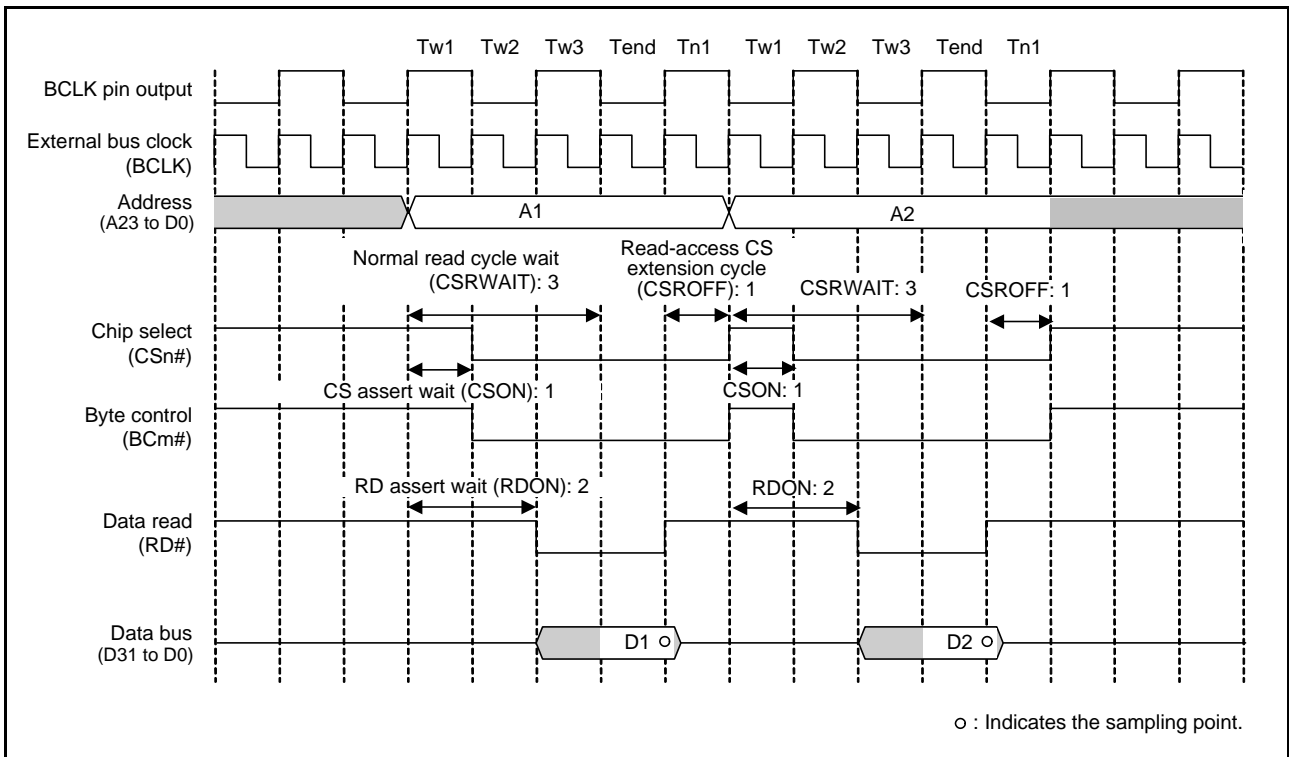 Tw1 Tw2 Tw3 Tend Tn1 Tw1 Tw2 Tw3 Tend Tn1
BCLK pin output
External bus clock
(BCLK)
Address
(A23 to D0)
A1
A2
Normal read cycle wait
(CSRWAIT): 3
Read-access CS
extension cycle
(CSROFF): 1
CSRWAIT: 3
CSROFF: 1
Chip select
(CSn#)
CS assert wait (CSON): 1
CSON: 1
Byte control
(BCm#)
RD assert wait (RDON): 2
RDON: 2
Data read
(RD#)
Data bus
(D31 to D0)
D1
D2
: Indicates the sampling point.